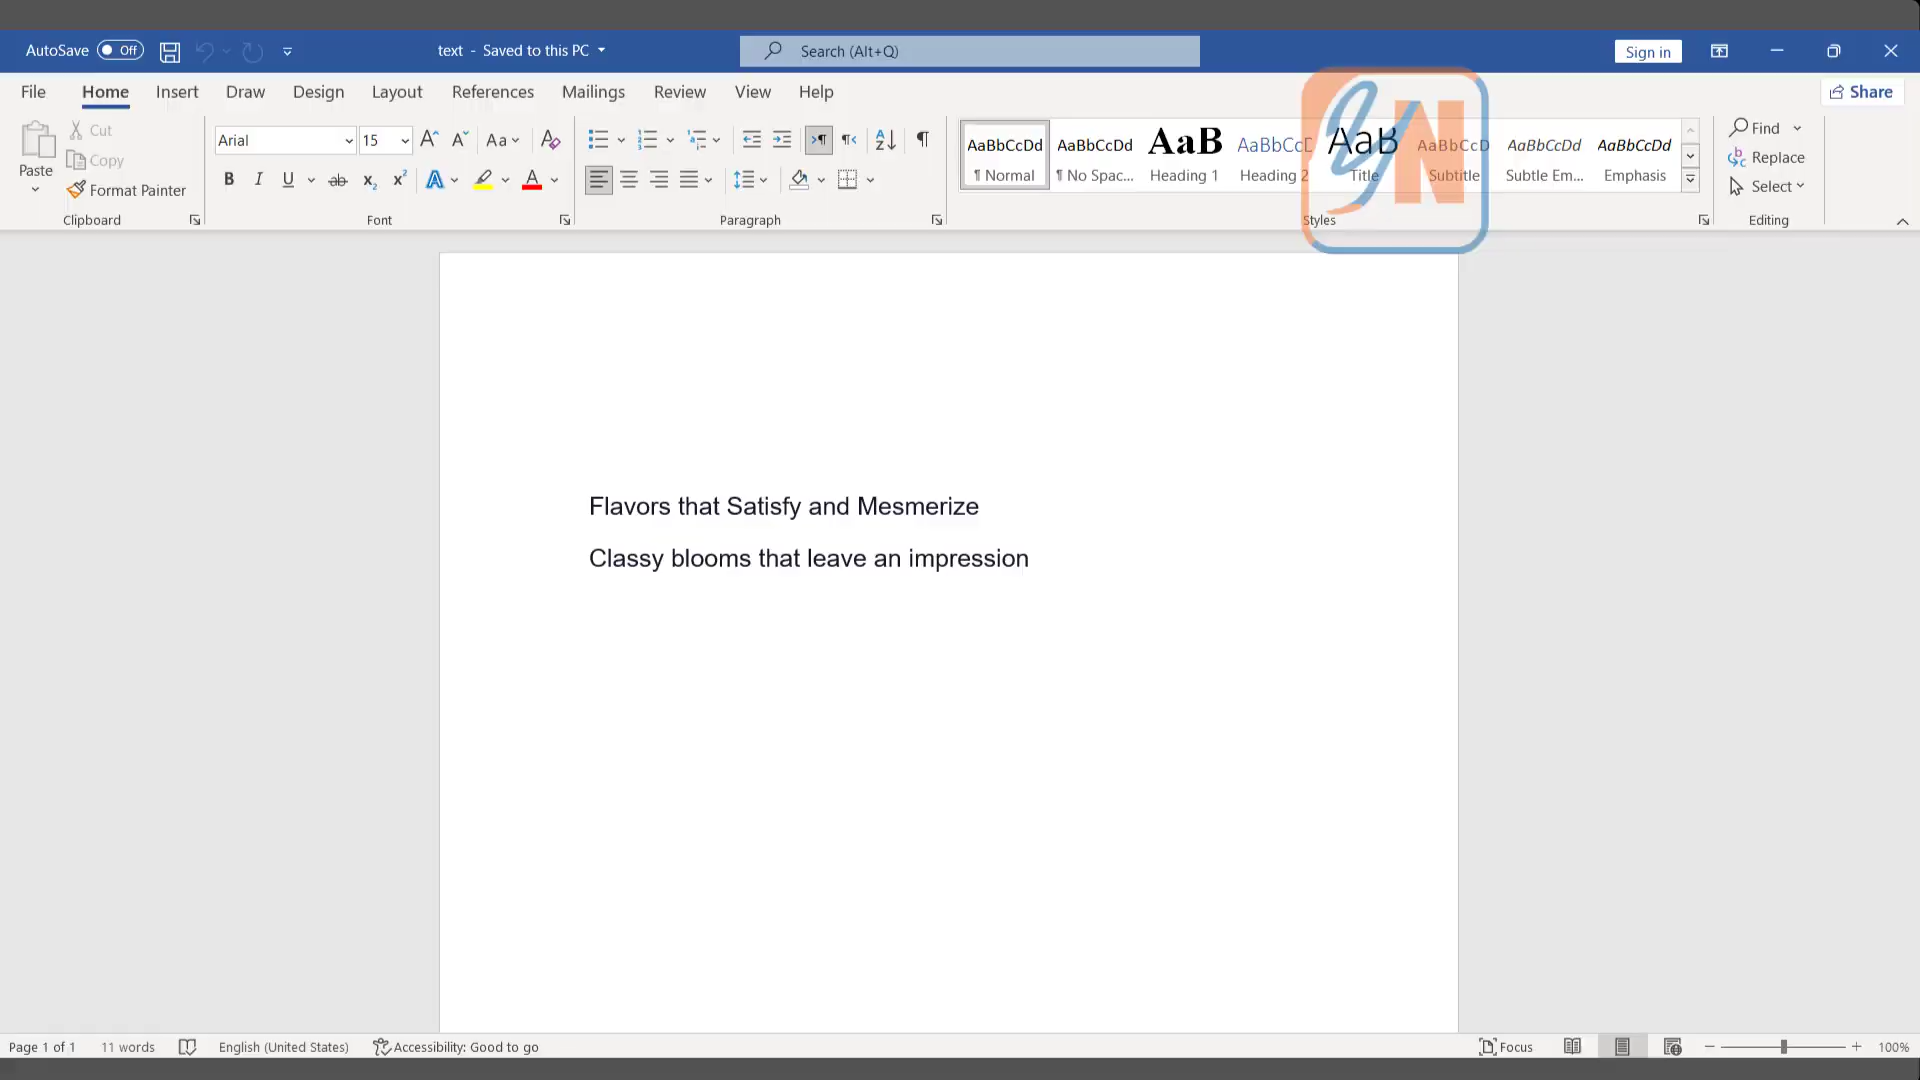 AutoSave Off text - Saved to this PC Search (Alt+Q) Sign in
File Home Insert Draw Design Layout References Mailings Review View Help Share
Paste
Cut
Copy
Format Painter
Clipboard
Arial 15
Font
Paragraph
AaBbCcDd AaBbCcDd AaB AaBbCcD AaB AaBbCcD AaBbCcDd AaBbCcDd
¶ Normal ¶ No Spac... Heading 1 Heading 2 Title Subtitle Subtle Em... Emphasis
Styles
YN
Find
Replace
Select
Editing
Flavors that Satisfy and Mesmerize
Classy blooms that leave an impression
Page 1 of 1 11 words English (United States) Accessibility: Good to go Focus 100%